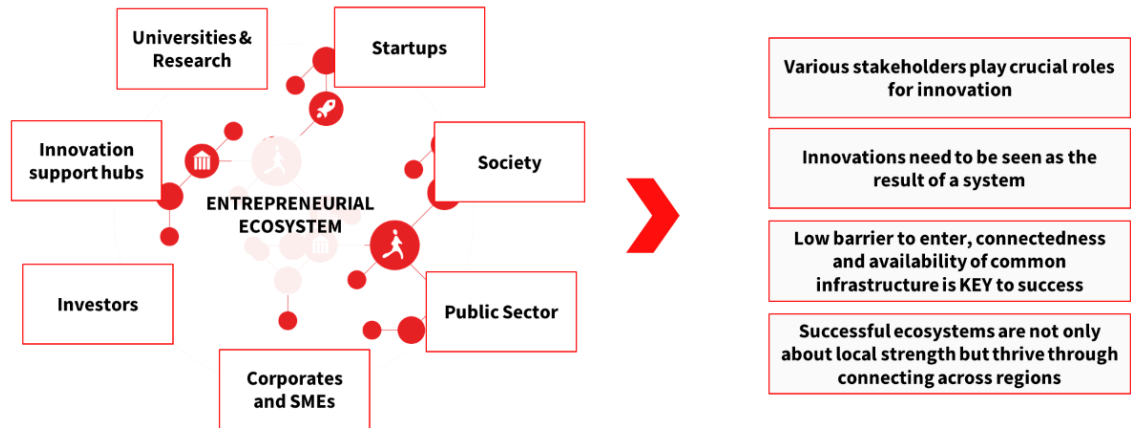 Universities &
Research
Startups
Innovation
support hubs
Society
ENTREPRENEURIAL
ECOSYSTEM
Investors
Public Sector
Corporates
and SMEs
Various stakeholders play crucial roles
for innovation
Innovations need to be seen as the
result of a system
Low barrier to enter, connectedness
and availability of common
infrastructure is KEY to success
Successful ecosystems are not only
about local strength but thrive through
connecting across regions